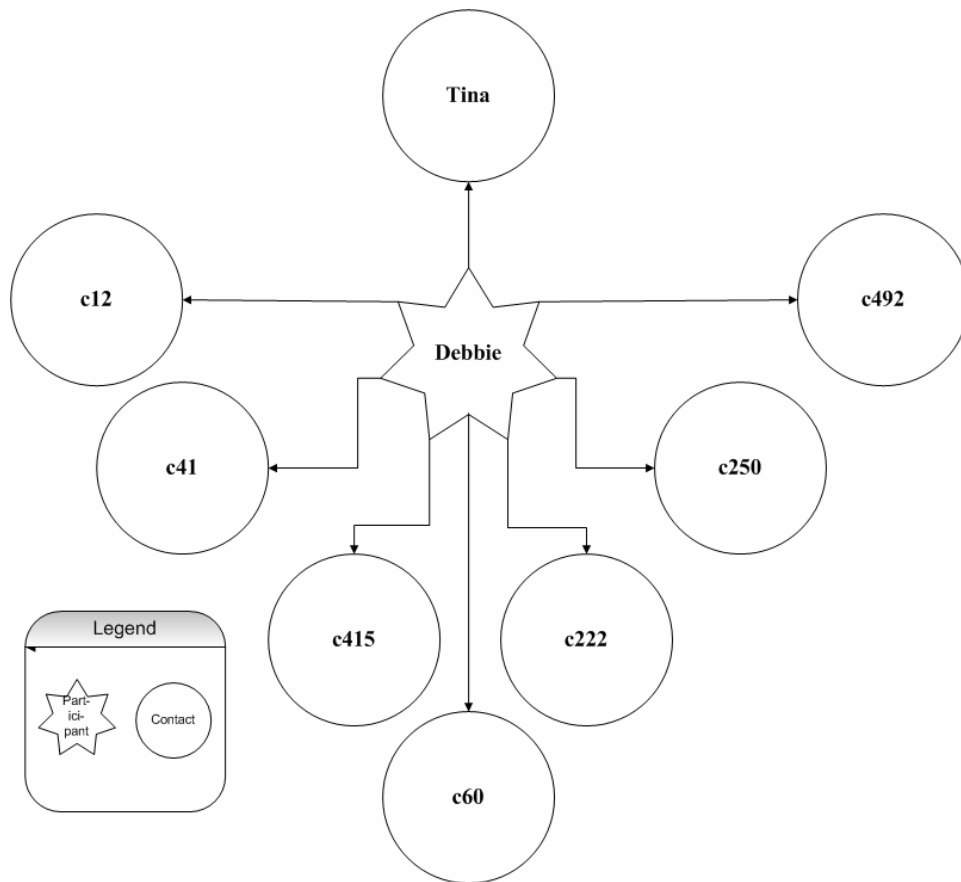 Tina
c12
c492
Debbie
c41
c250
c415
c222
Legend
Part-
ici-
pant
Contact
c60